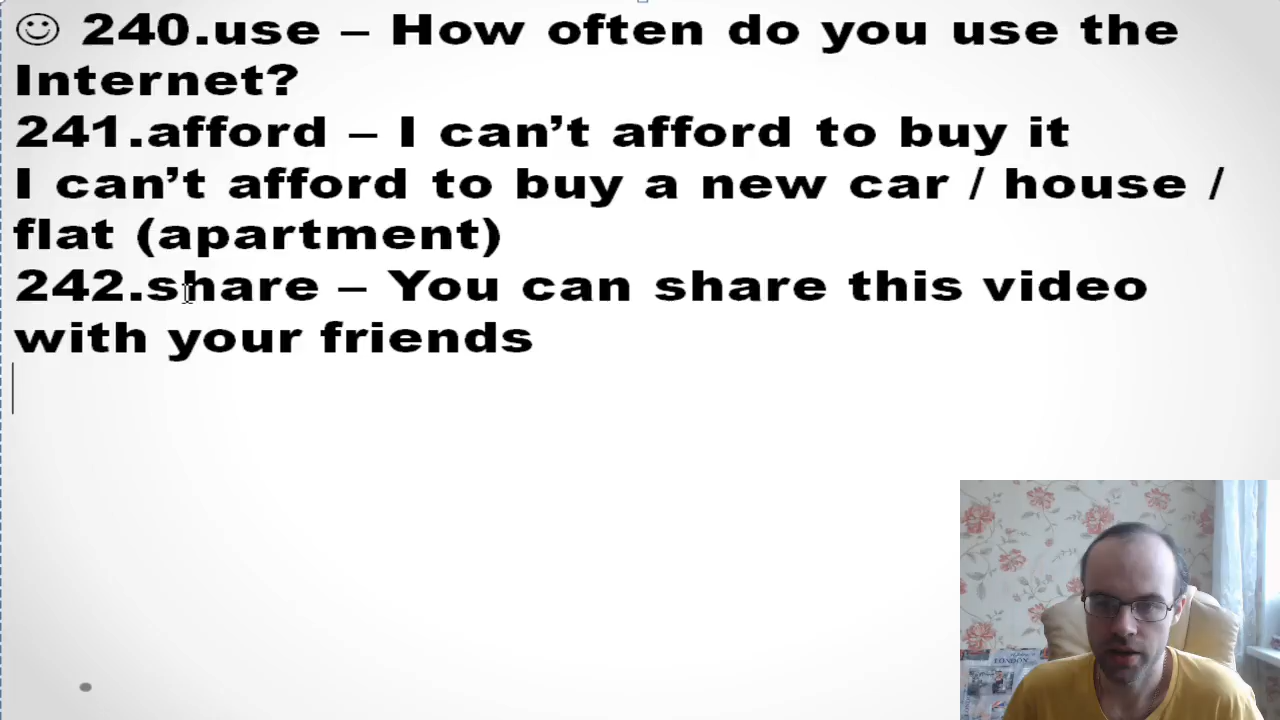 ☺ 240.use – How often do you use the
Internet?
241.afford – I can’t afford to buy it
I can’t afford to buy a new car / house /
flat (apartment)
242.share – You can share this video
with your friends
LONDON